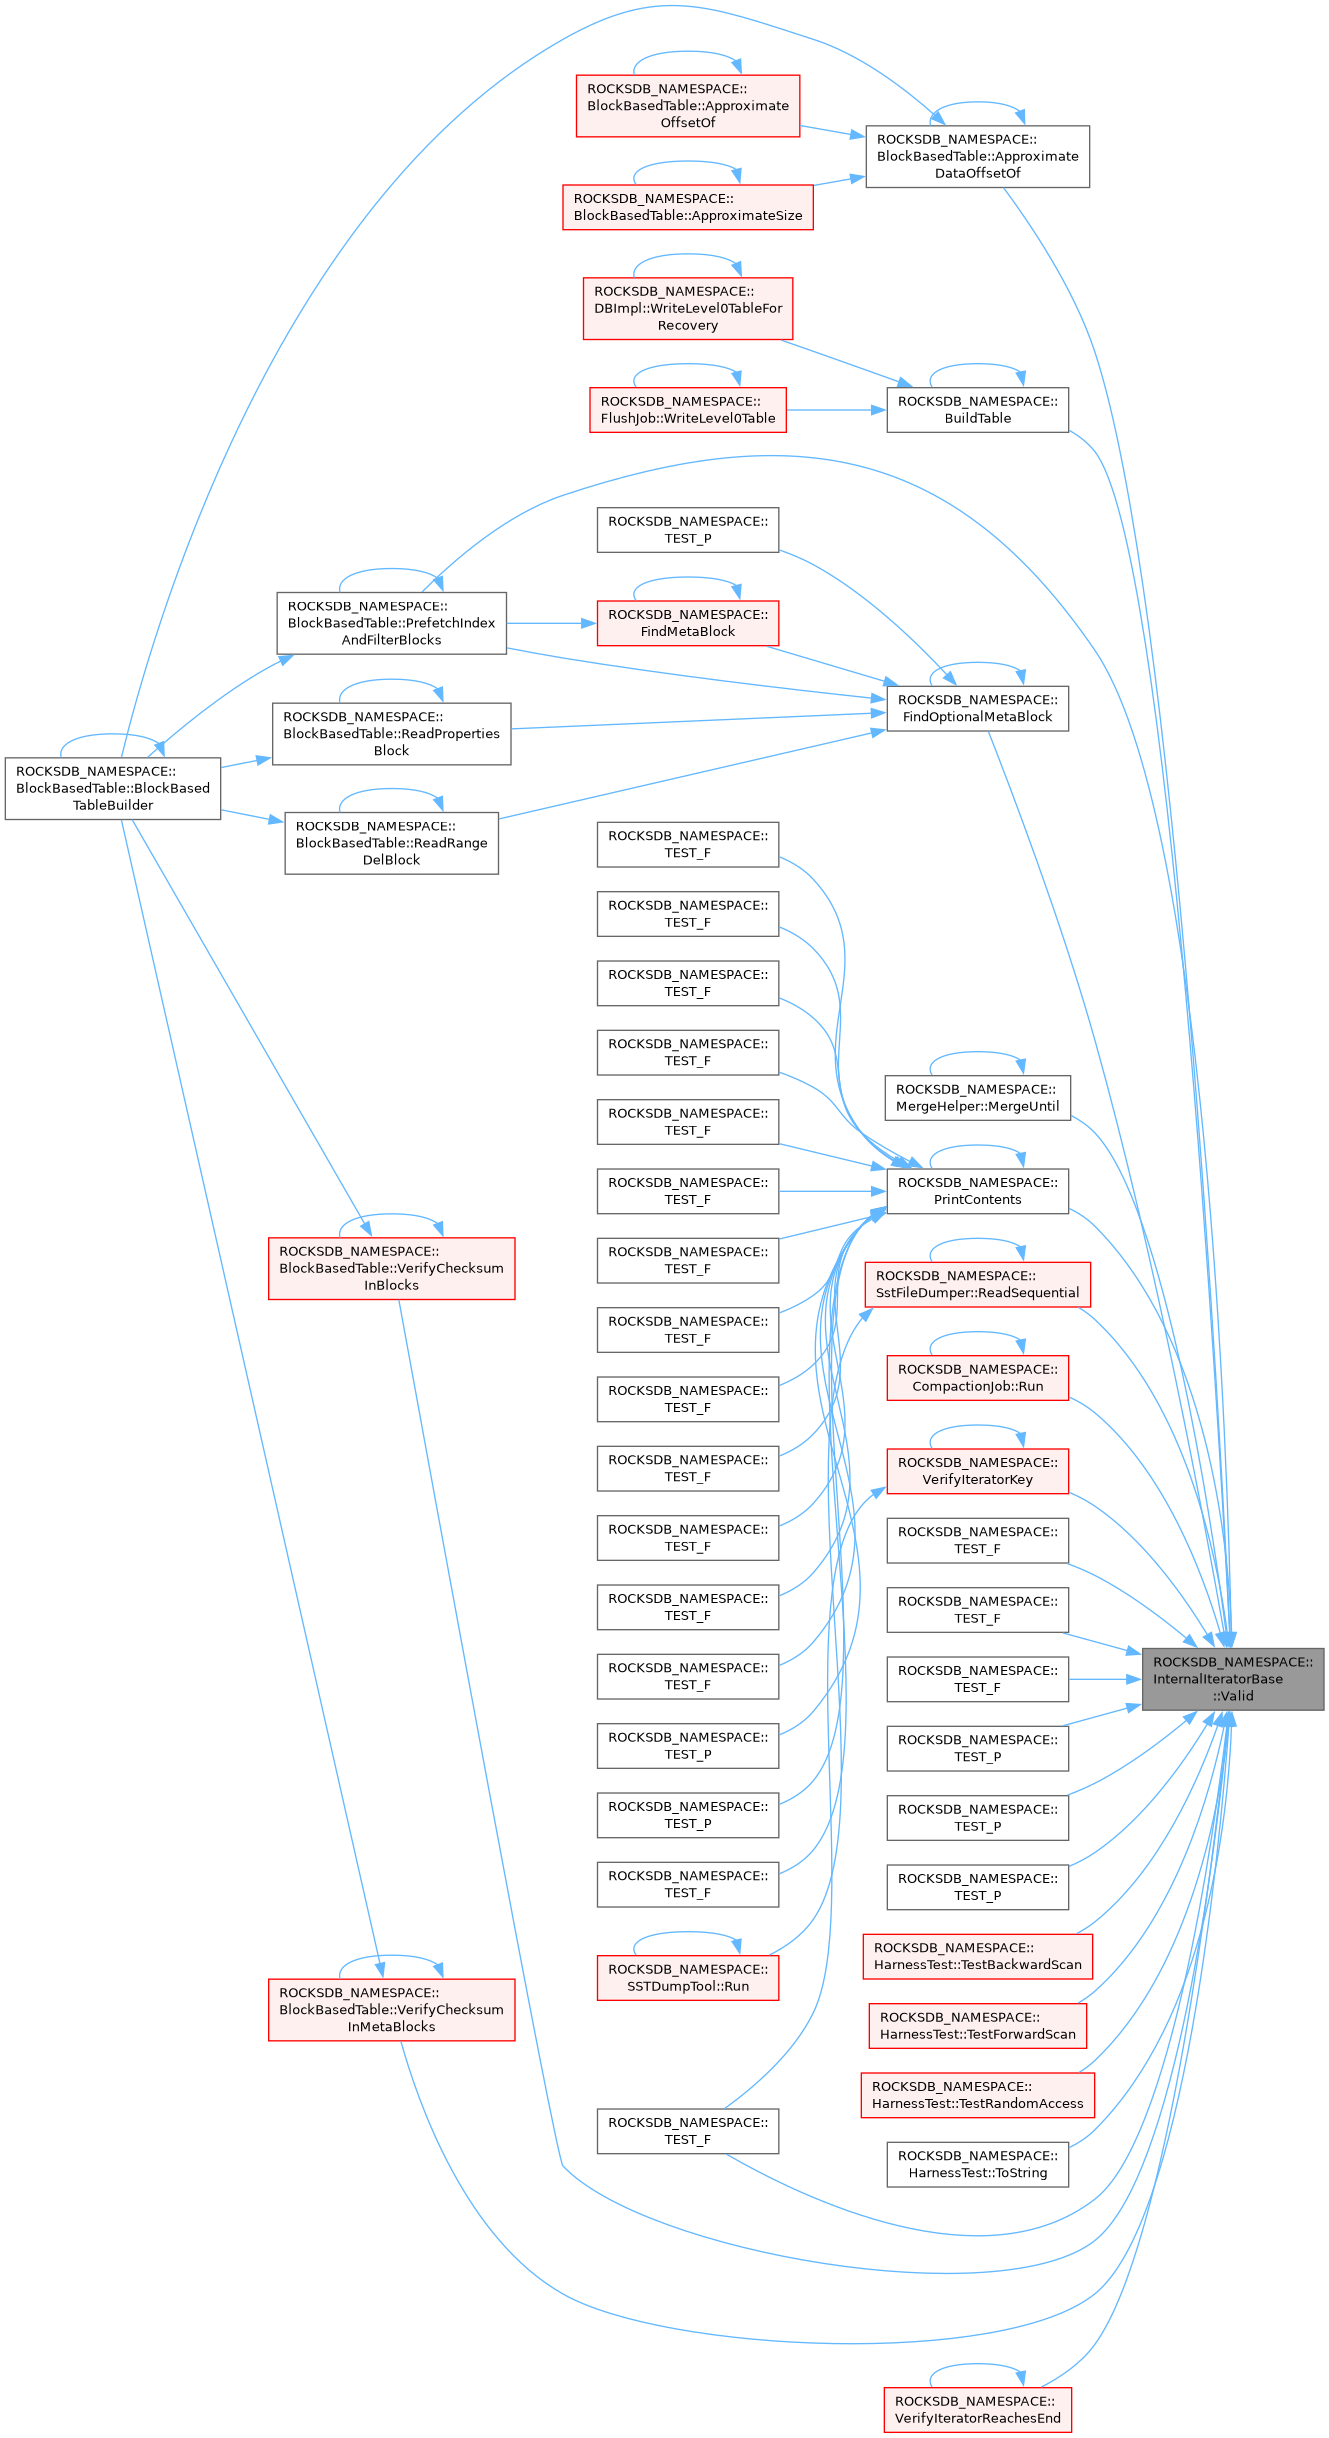 ROCKSDB_NAMESPACE::
BlockBasedTable::Approximate
OffsetOf
ROCKSDB_NAMESPACE::
BlockBasedTable::Approximate
DataOffsetOf
ROCKSDB_NAMESPACE::
BlockBasedTable::ApproximateSize
ROCKSDB_NAMESPACE::
DBImpl::WriteLevel0TableFor
Recovery
ROCKSDB_NAMESPACE::
FlushJob::WriteLevel0Table
ROCKSDB_NAMESPACE::
BuildTable
ROCKSDB_NAMESPACE::
TEST_P
ROCKSDB_NAMESPACE::
BlockBasedTable::PrefetchIndex
AndFilterBlocks
ROCKSDB_NAMESPACE::
FindMetaBlock
ROCKSDB_NAMESPACE::
FindOptionalMetaBlock
ROCKSDB_NAMESPACE::
BlockBasedTable::ReadProperties
Block
ROCKSDB_NAMESPACE::
BlockBasedTable::BlockBased
TableBuilder
ROCKSDB_NAMESPACE::
BlockBasedTable::ReadRange
DelBlock
ROCKSDB_NAMESPACE::
TEST_F
ROCKSDB_NAMESPACE::
TEST_F
ROCKSDB_NAMESPACE::
TEST_F
ROCKSDB_NAMESPACE::
TEST_F
ROCKSDB_NAMESPACE::
MergeHelper::MergeUntil
ROCKSDB_NAMESPACE::
TEST_F
ROCKSDB_NAMESPACE::
TEST_F
ROCKSDB_NAMESPACE::
PrintContents
ROCKSDB_NAMESPACE::
TEST_F
ROCKSDB_NAMESPACE::
BlockBasedTable::VerifyChecksum
InBlocks
ROCKSDB_NAMESPACE::
SstFileDumper::ReadSequential
ROCKSDB_NAMESPACE::
TEST_F
ROCKSDB_NAMESPACE::
CompactionJob::Run
ROCKSDB_NAMESPACE::
TEST_F
ROCKSDB_NAMESPACE::
TEST_F
ROCKSDB_NAMESPACE::
VerifyIteratorKey
ROCKSDB_NAMESPACE::
TEST_F
ROCKSDB_NAMESPACE::
TEST_F
ROCKSDB_NAMESPACE::
TEST_F
ROCKSDB_NAMESPACE::
TEST_F
ROCKSDB_NAMESPACE::
TEST_F
ROCKSDB_NAMESPACE::
TEST_F
ROCKSDB_NAMESPACE::
InternalIteratorBase
::Valid
ROCKSDB_NAMESPACE::
TEST_P
ROCKSDB_NAMESPACE::
TEST_P
ROCKSDB_NAMESPACE::
TEST_P
ROCKSDB_NAMESPACE::
TEST_P
ROCKSDB_NAMESPACE::
TEST_F
ROCKSDB_NAMESPACE::
TEST_P
ROCKSDB_NAMESPACE::
HarnessTest::TestBackwardScan
ROCKSDB_NAMESPACE::
SSTDumpTool::Run
ROCKSDB_NAMESPACE::
BlockBasedTable::VerifyChecksum
InMetaBlocks
ROCKSDB_NAMESPACE::
HarnessTest::TestForwardScan
ROCKSDB_NAMESPACE::
HarnessTest::TestRandomAccess
ROCKSDB_NAMESPACE::
TEST_F
ROCKSDB_NAMESPACE::
HarnessTest::ToString
ROCKSDB_NAMESPACE::
VerifyIteratorReachesEnd